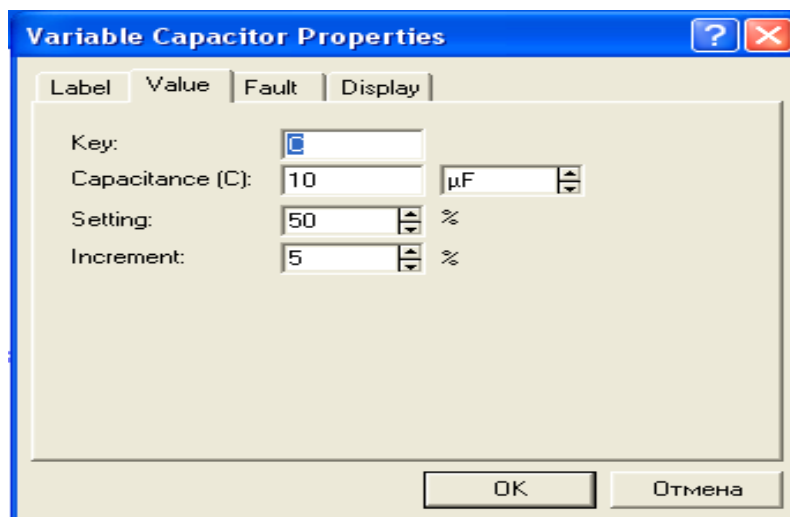 Variable Capacitor Properties
Label Value Fault Display
Key: C
Capacitance (C): 10 µF
Setting: 50 %
Increment: 5 %
OK Отмена